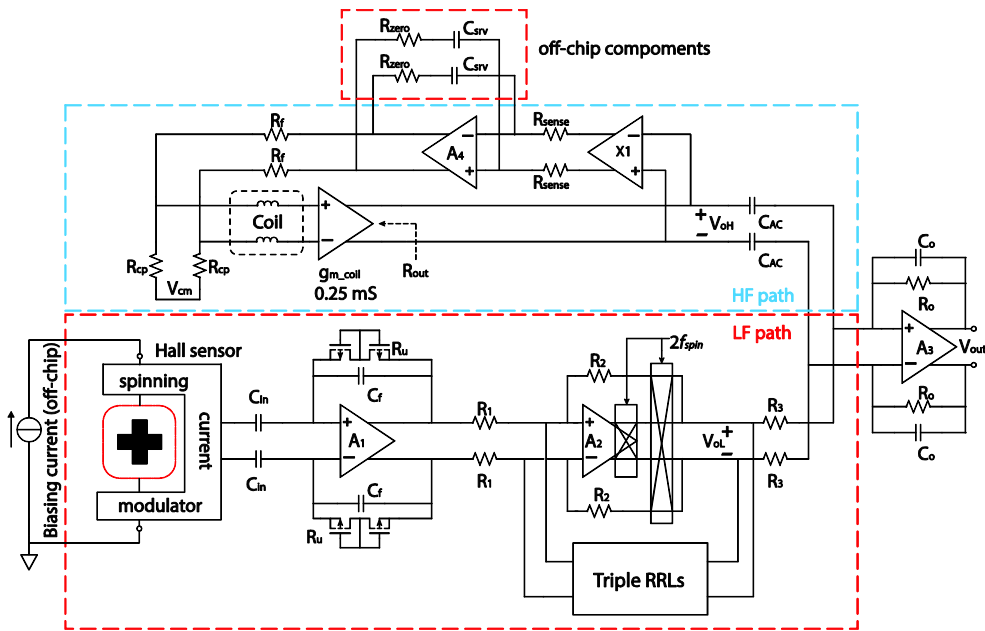 Rzero
Csrv
Rzero
Csrv
off-chip compoments
Rf
Rf
A4
Rsense
Rsense
X1
Coil
gm_coil
0.25 mS
Rout
Rcp
Rcp
Vcm
+
VoH
−
CAC
CAC
HF path
LF path
Co
Ro
A3
Vout
Ro
Co
Biasing current (off-chip)
Hall sensor
spinning
current
modulator
Cin
Cin
Ru
Cf
A1
Cf
Ru
R1
R1
2fspin
R2
A2
R2
VoL
+
−
R3
R3
Triple RRLs